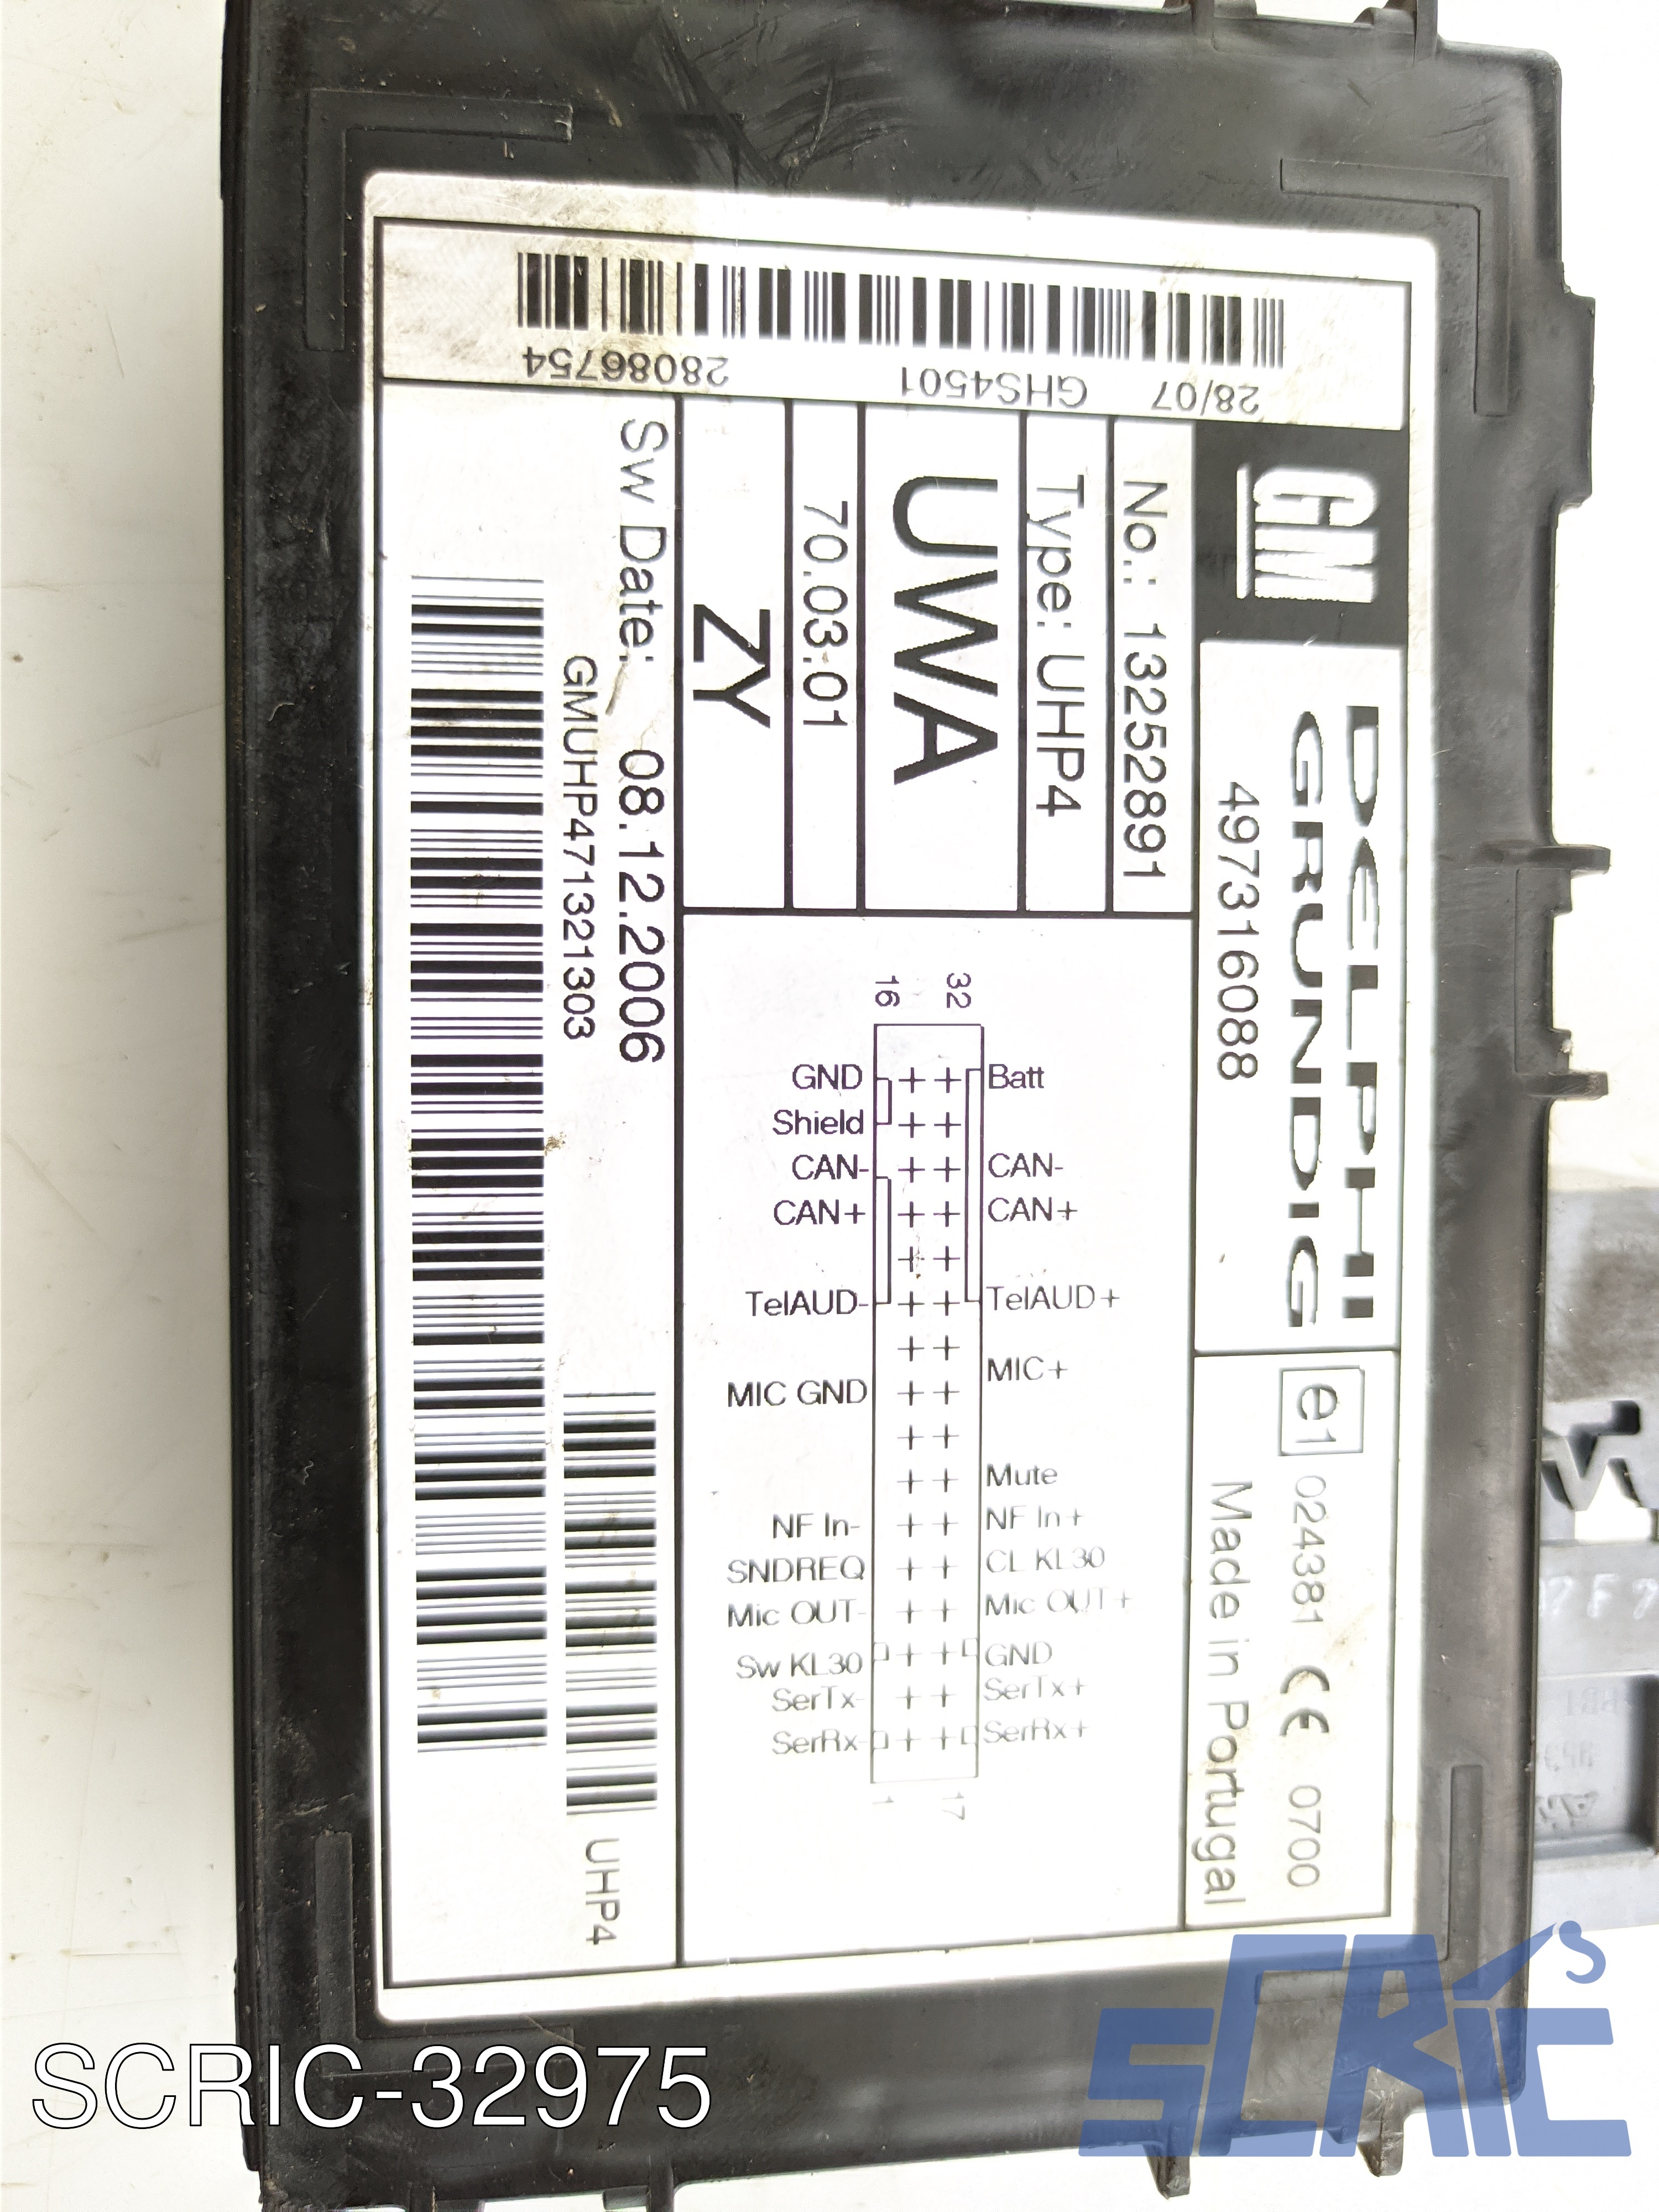 28086754 GHS4501 28/07
GM
DELPHI
GRUNDIG
497316088
e1 024381 CE 0700
Made in Portugal
No.: 13252891
Type: UHP4
UWA
70.03.01
ZY
32
16
Batt
GND
Shield
CAN- CAN-
CAN+ CAN+
TelAUD- TelAUD+
MIC+
MIC GND
Mute
NF In- NF In+
SNDREQ CL KL30
Mic OUT- Mic OUT+
Sw KL30 GND
SerTx- SerTx+
SerRx- SerRx+
17
1
Sw Date: 08.12.2006
GMUHP471321303
UHP4
SCRIC
SCRIC-32975